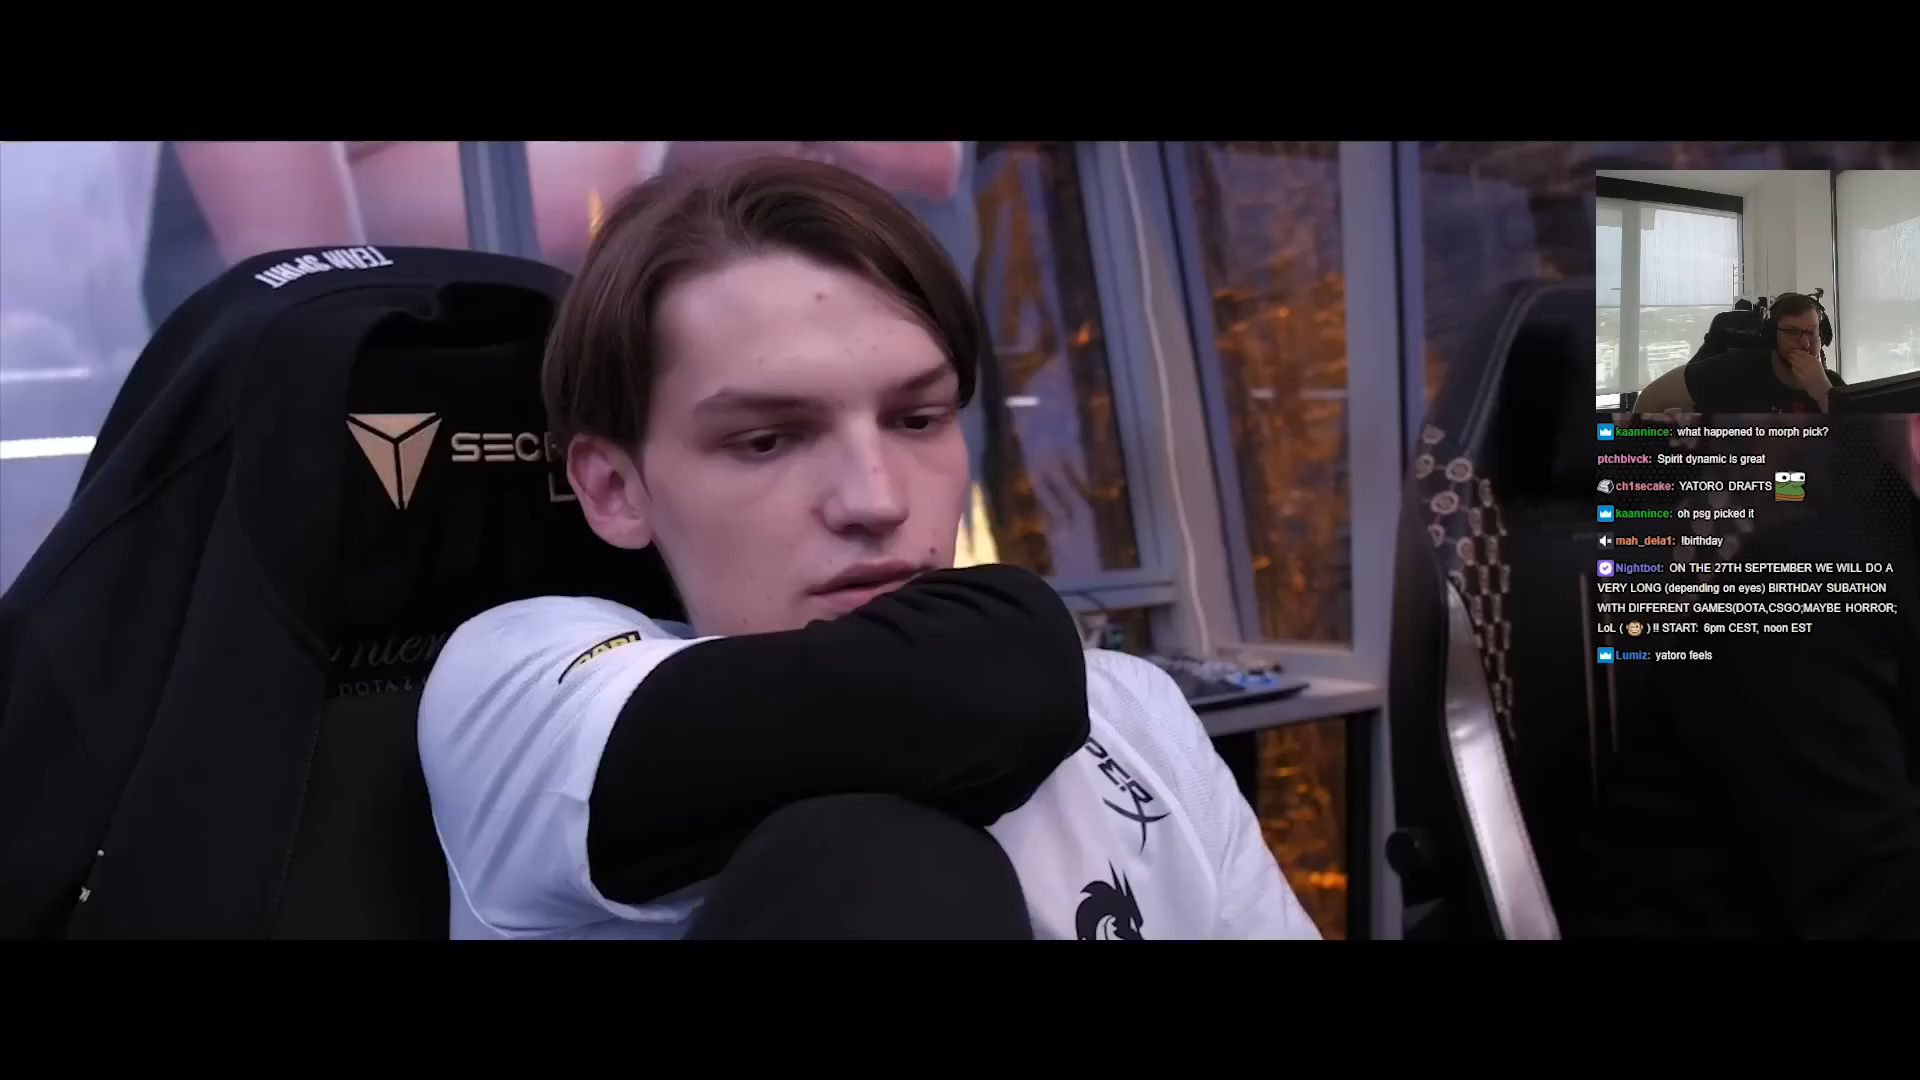 TEAM SPIRIT
SEC
DOTA 2
kaannince: what happened to morph pick?
ptchblvck: Spirit dynamic is great
ch1secake: YATORO DRAFTS
kaannince: oh psg picked it
mah_dela1: !birthday
Nightbot: ON THE 27TH SEPTEMBER WE WILL DO A
VERY LONG (depending on eyes) BIRTHDAY SUBATHON
WITH DIFFERENT GAMES(DOTA,CSGO;MAYBE HORROR;
LoL ( ) !! START: 6pm CEST, noon EST
Lumiz: yatoro feels